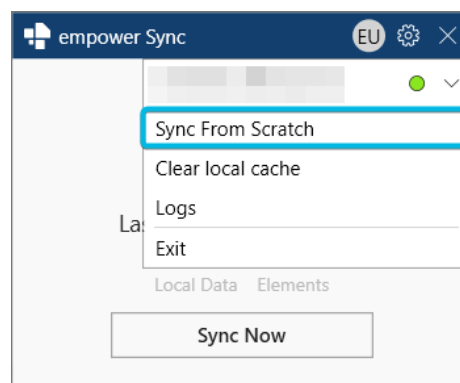 empower Sync EU
Sync From Scratch
Clear local cache
Logs
Exit
Local Data Elements
Sync Now